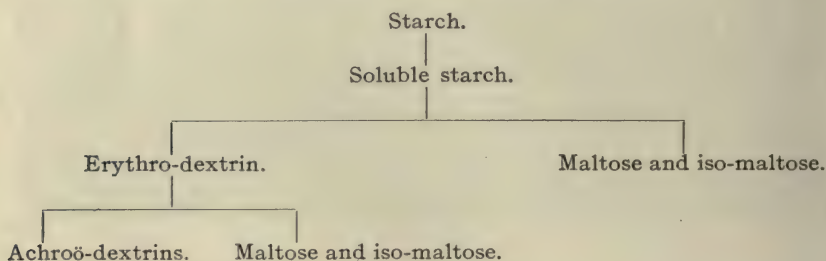 Starch.
Soluble starch.
Erythro-dextrin. Maltose and iso-maltose.
Achroö-dextrins. Maltose and iso-maltose.